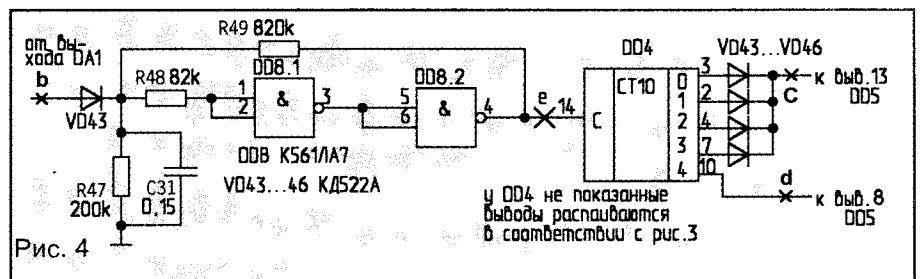 от вы-
хода DA1
b
VD43
R47
200k
C31
0,15
R48 82k
R49 820k
DD8.1
1
2
&
3
DD8 К561ЛА7
VD43...46 КД522А
DD8.2
5
6
&
4
e
14
DD4
C
CT10
0
1
2
3
4
3
2
4
7
10
VD43...VD46
C
к выв.13
DD5
d
к выв.8
DD5
у DD4 не показанные
выводы распаиваются
в соответствии с рис.3
Рис. 4